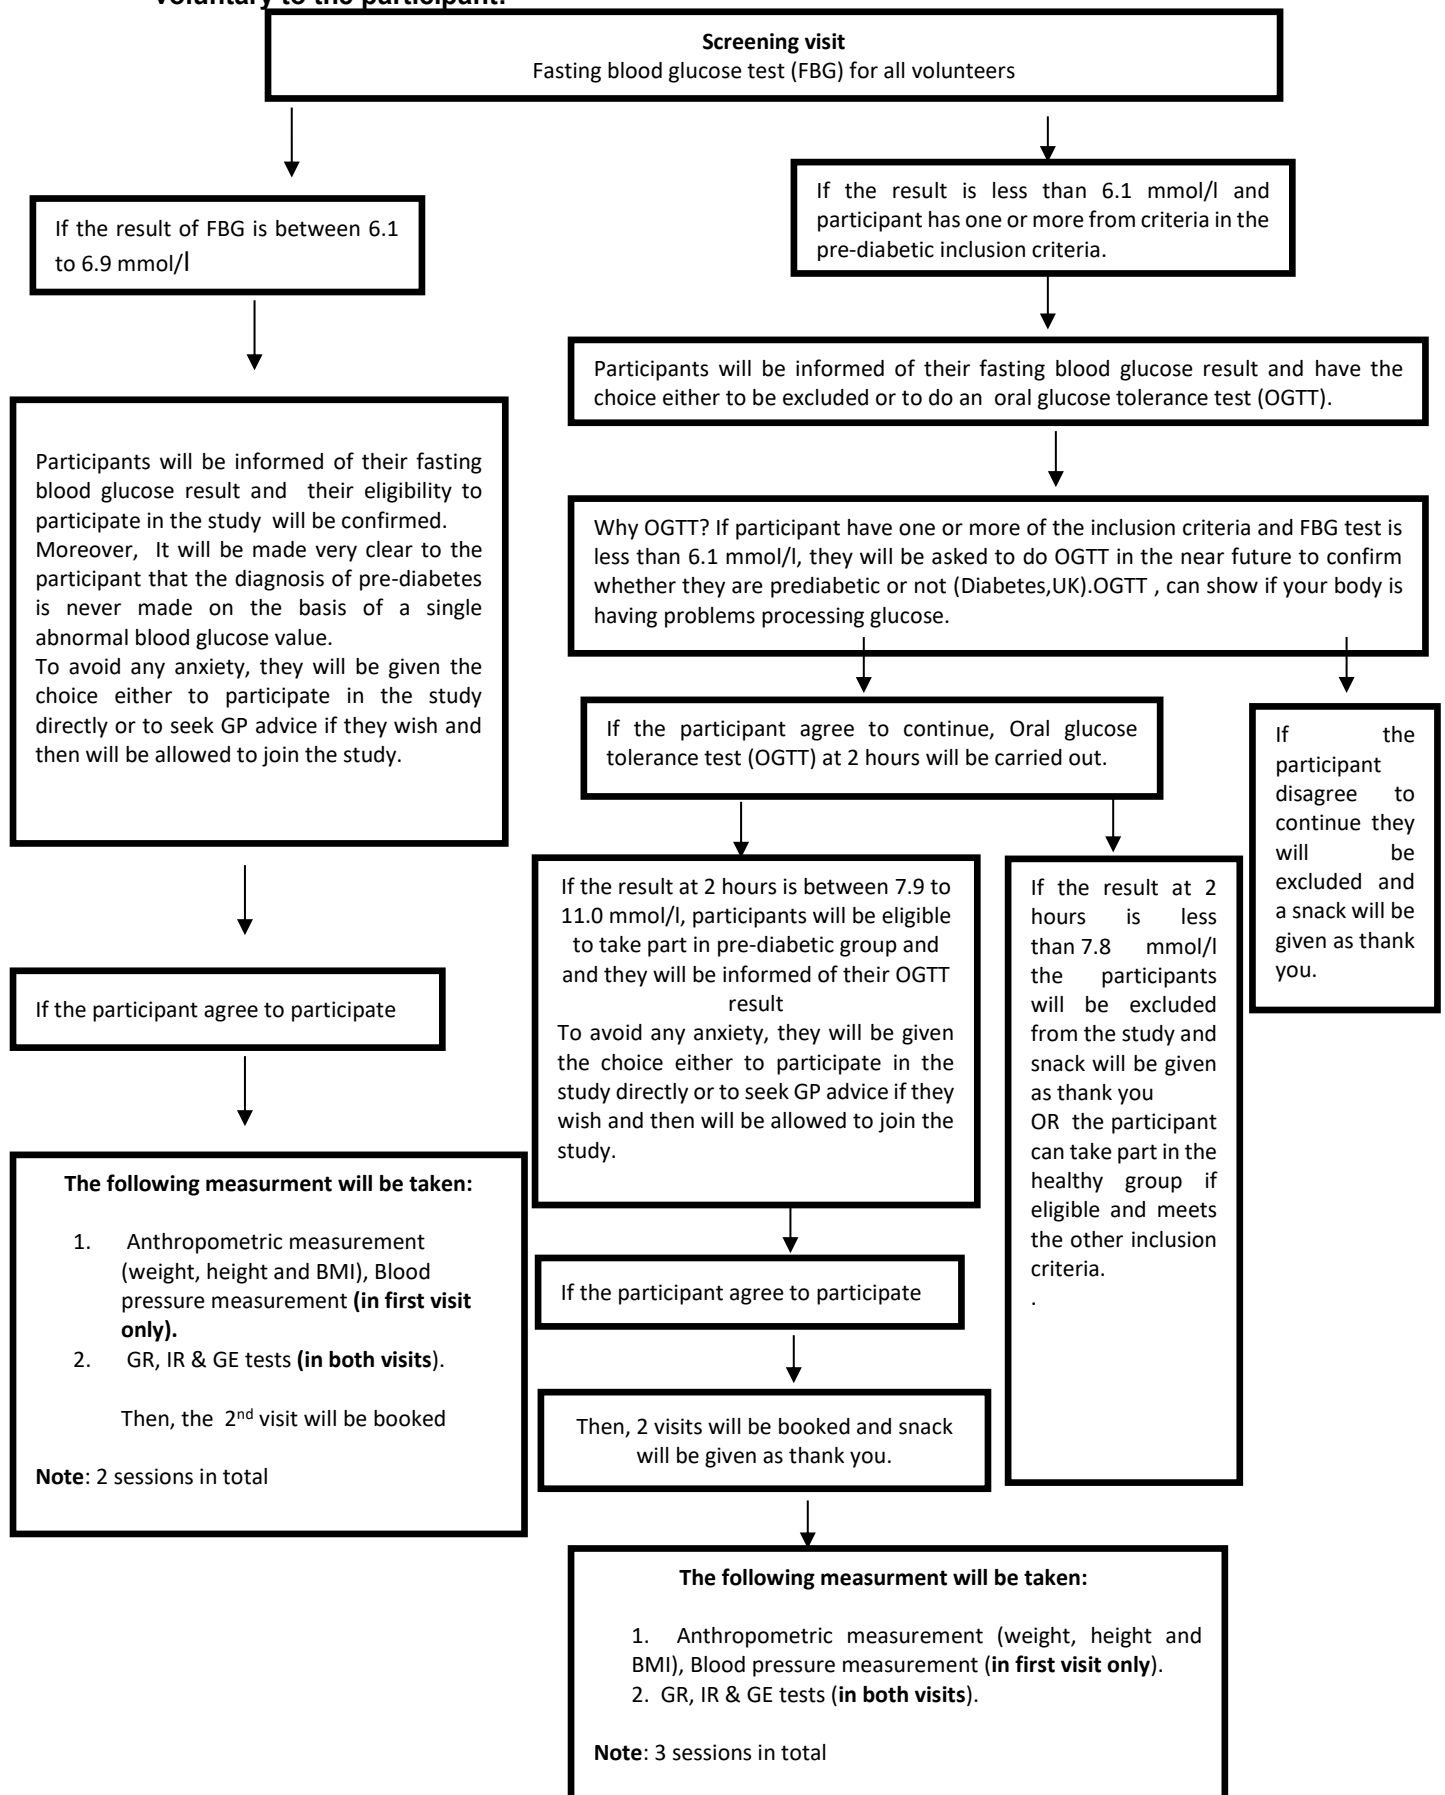 voluntary to the participant.
Screening visit
Fasting blood glucose test (FBG) for all volunteers
If the result of FBG is between 6.1
to 6.9 mmol/l
If the result is less than 6.1 mmol/l and
participant has one or more from criteria in the
pre-diabetic inclusion criteria.
Participants will be informed of their fasting blood glucose result and have the
choice either to be excluded or to do an oral glucose tolerance test (OGTT).
Participants will be informed of their fasting
blood glucose result and their eligibility to
participate in the study will be confirmed.
Moreover, It will be made very clear to the
participant that the diagnosis of pre-diabetes
is never made on the basis of a single
abnormal blood glucose value.
To avoid any anxiety, they will be given the
choice either to participate in the study
directly or to seek GP advice if they wish and
then will be allowed to join the study.
Why OGTT? If participant have one or more of the inclusion criteria and FBG test is
less than 6.1 mmol/l, they will be asked to do OGTT in the near future to confirm
whether they are prediabetic or not (Diabetes,UK).OGTT , can show if your body is
having problems processing glucose.
If the participant agree to continue, Oral glucose
tolerance test (OGTT) at 2 hours will be carried out.
If the
participant
disagree to
continue they
will be
excluded and
a snack will be
given as thank
you.
If the result at 2 hours is between 7.9 to
11.0 mmol/l, participants will be eligible
to take part in pre-diabetic group and
and they will be informed of their OGTT
result
To avoid any anxiety, they will be given
the choice either to participate in the
study directly or to seek GP advice if they
wish and then will be allowed to join the
study.
If the result at 2
hours is less
than 7.8 mmol/l
the participants
will be excluded
from the study and
snack will be given
as thank you
OR the participant
can take part in the
healthy group if
eligible and meets
the other inclusion
criteria.
.
If the participant agree to participate
The following measurment will be taken:
1. Anthropometric measurement
(weight, height and BMI), Blood
pressure measurement (in first visit
only).
2. GR, IR & GE tests (in both visits).
Then, the 2nd visit will be booked
Note: 2 sessions in total
If the participant agree to participate
Then, 2 visits will be booked and snack
will be given as thank you.
The following measurment will be taken:
1. Anthropometric measurement (weight, height and
BMI), Blood pressure measurement (in first visit only).
2. GR, IR & GE tests (in both visits).
Note: 3 sessions in total